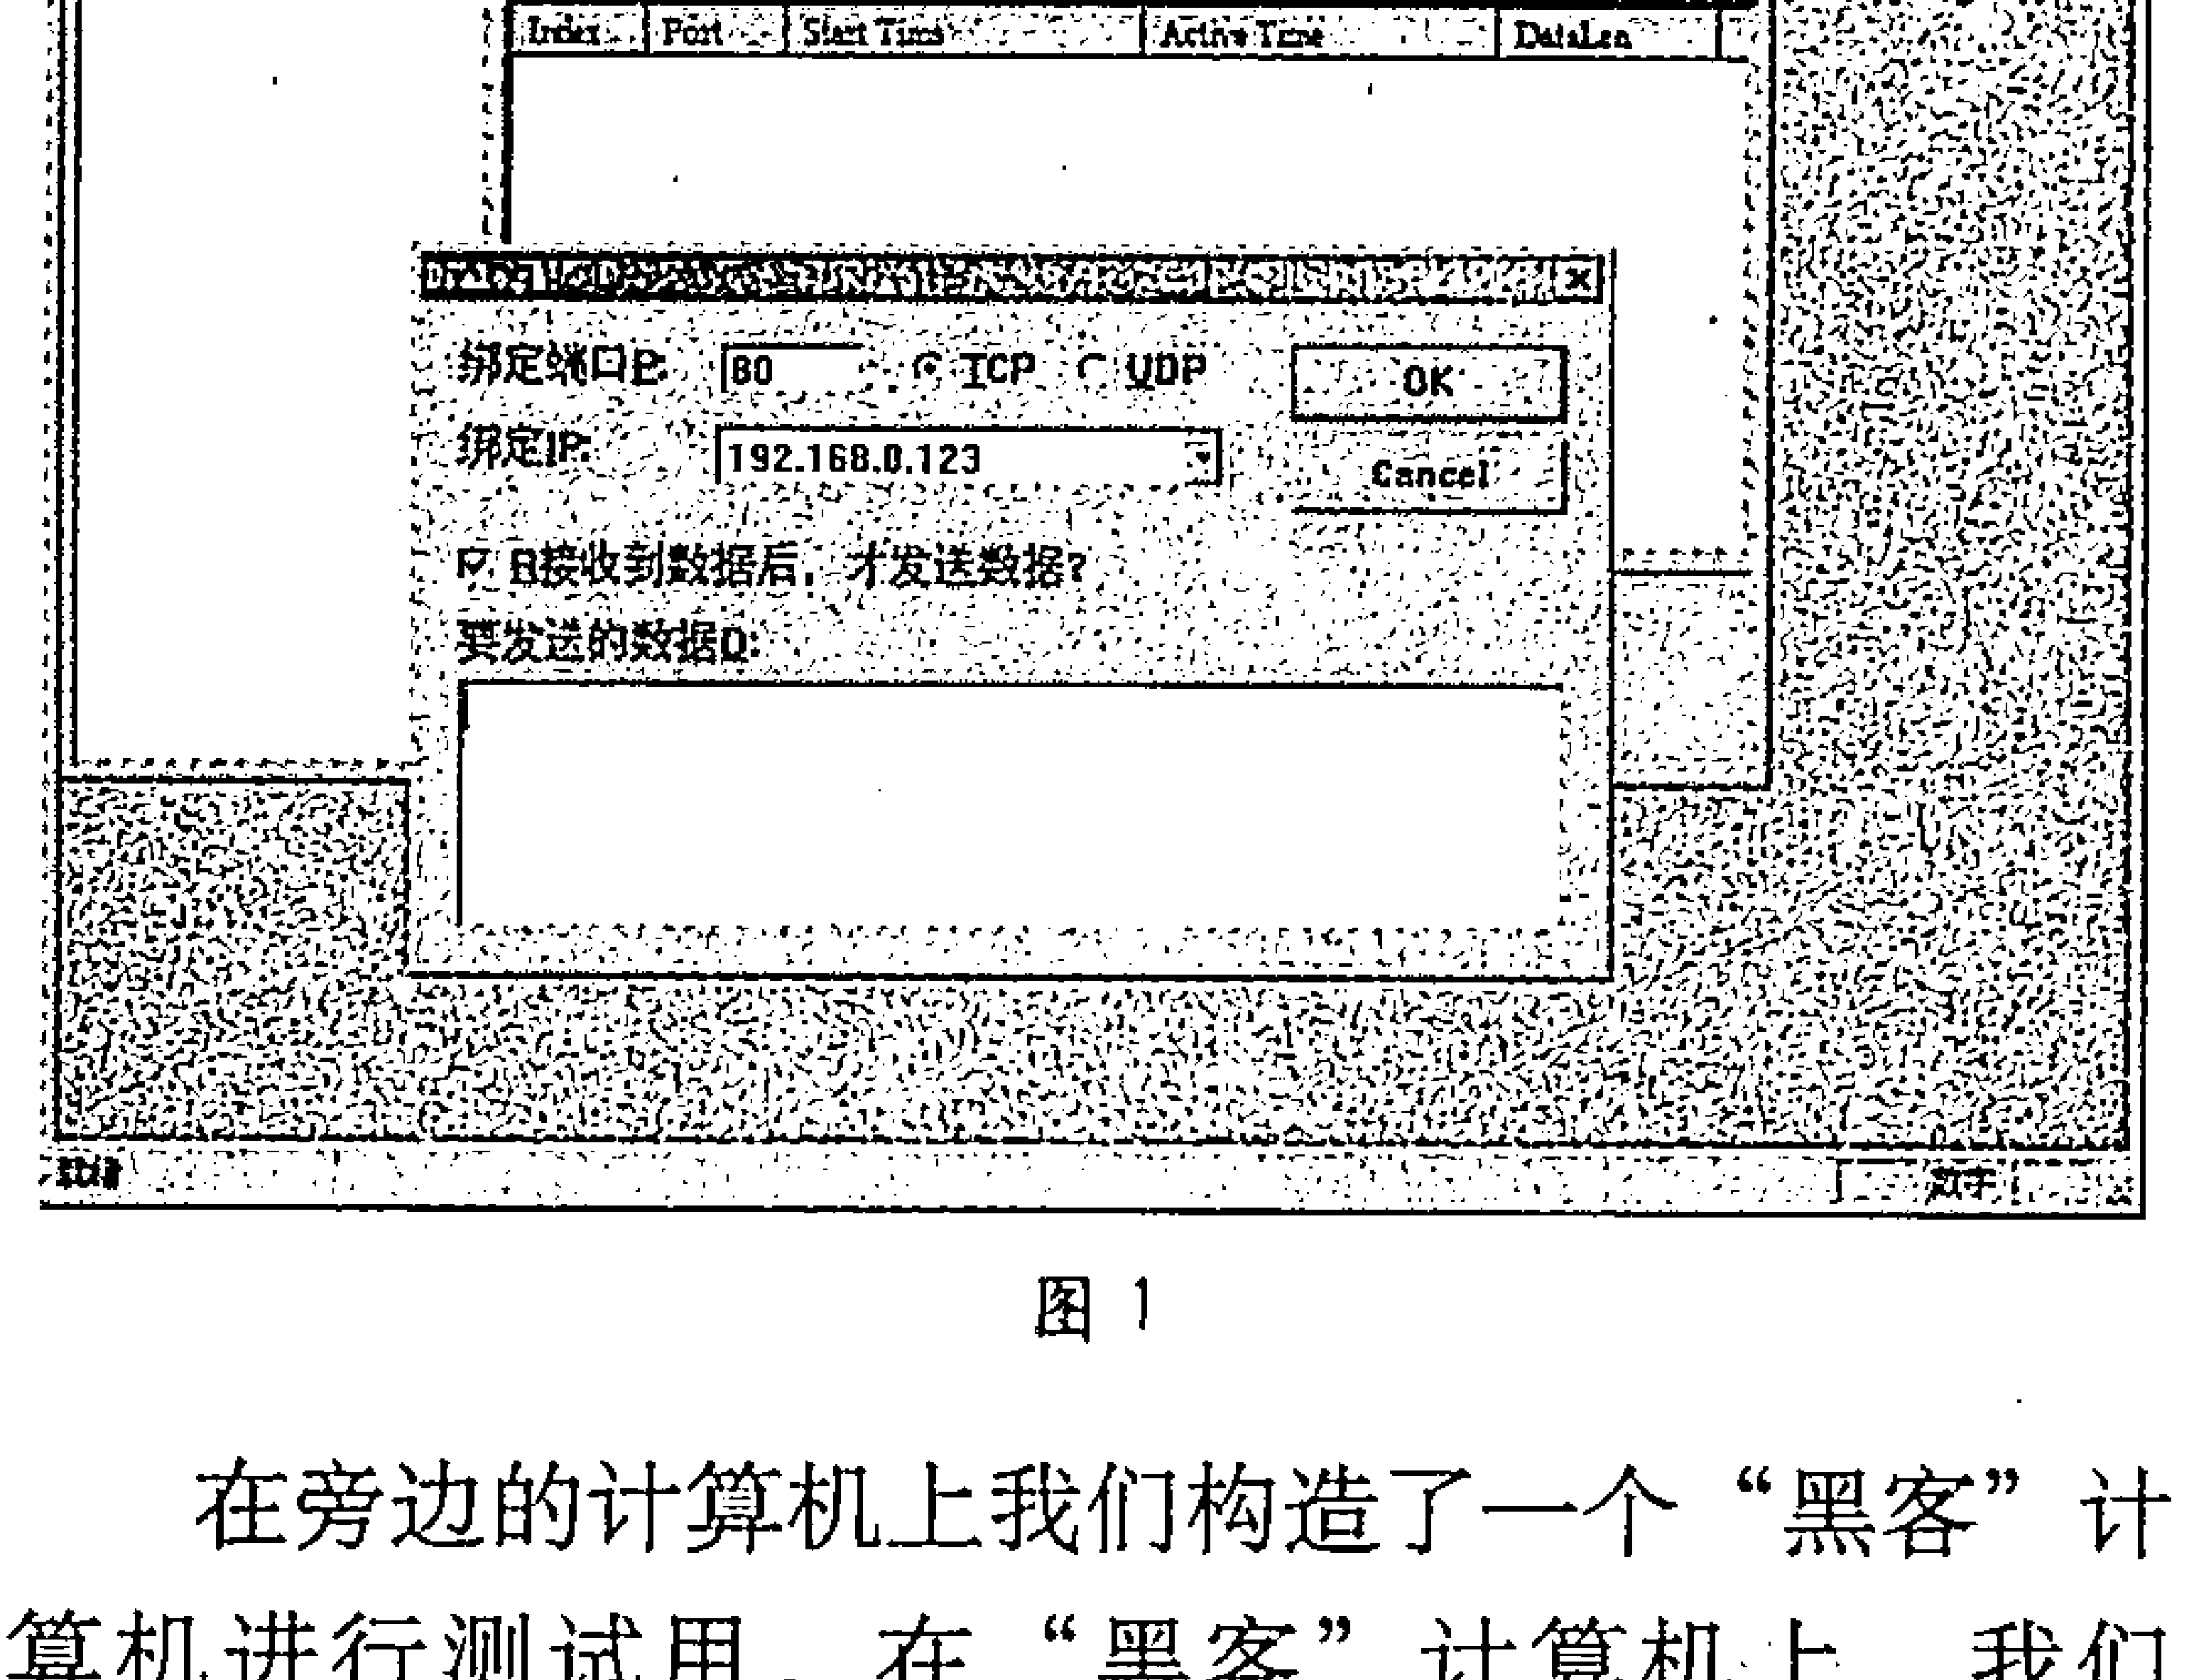 Index Port Start Time Active Time DataLen
绑定端口P: 80 TCP UDP OK
绑定IP: 192.168.0.123 Cancel
R接收到数据后，才发送数据?
要发送的数据D:
数字
图 1
在旁边的计算机上我们构造了一个“黑客”计
算机进行测试用，在“黑客”计算机上，我们